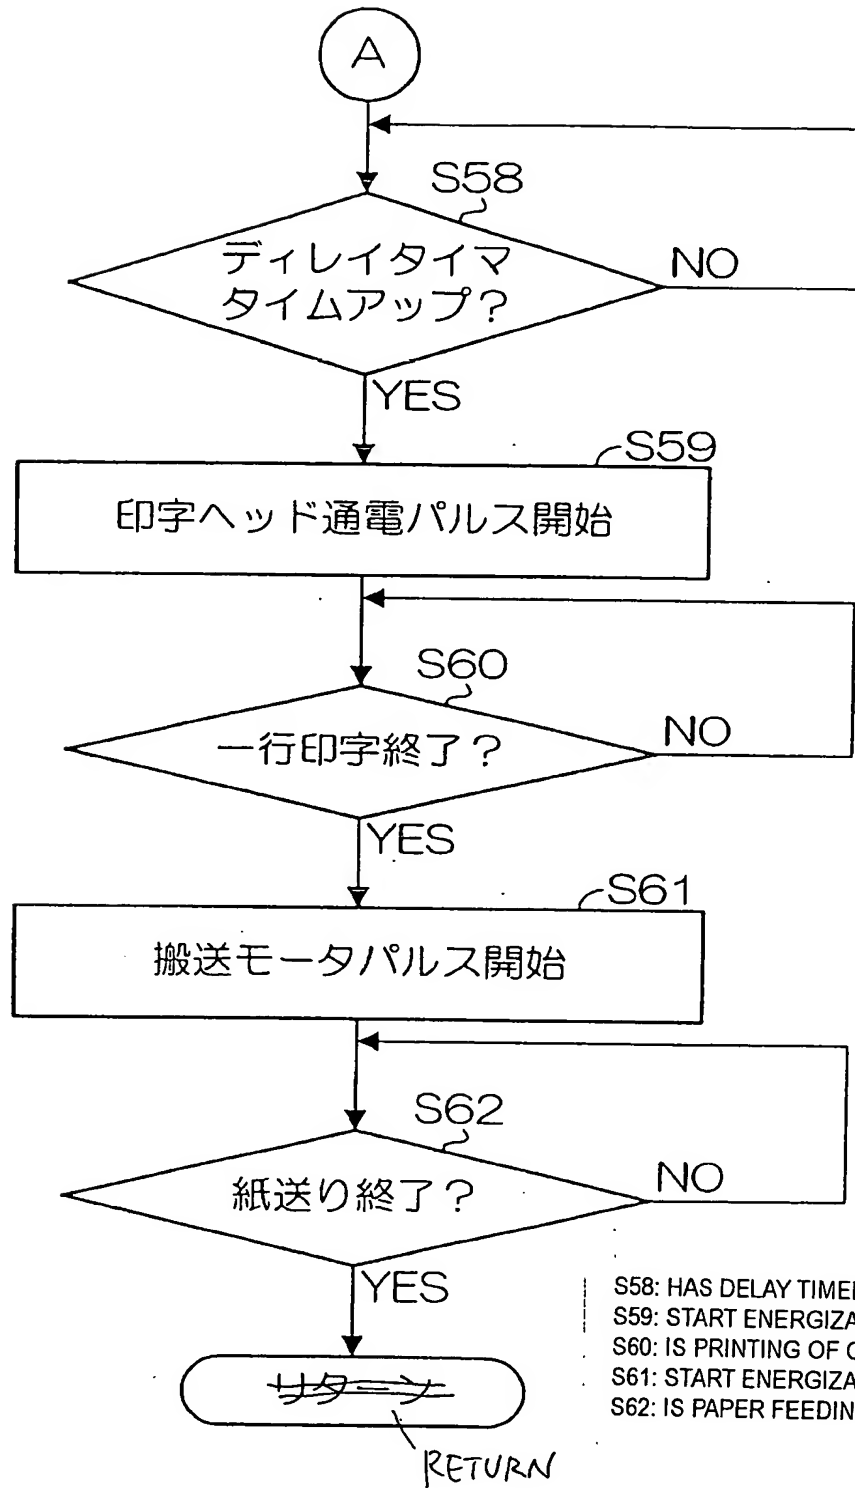 A
S58
ディレイタイマ
タイムアップ?
NO
YES
S59
印字ヘッド通電パルス開始
S60
一行印字終了?
NO
YES
S61
搬送モータパルス開始
S62
紙送り終了?
NO
YES
リターン
RETURN
S58: HAS DELAY TIME
S59: START ENERGIZA
S60: IS PRINTING OF
S61: START ENERGIZA
S62: IS PAPER FEEDIN